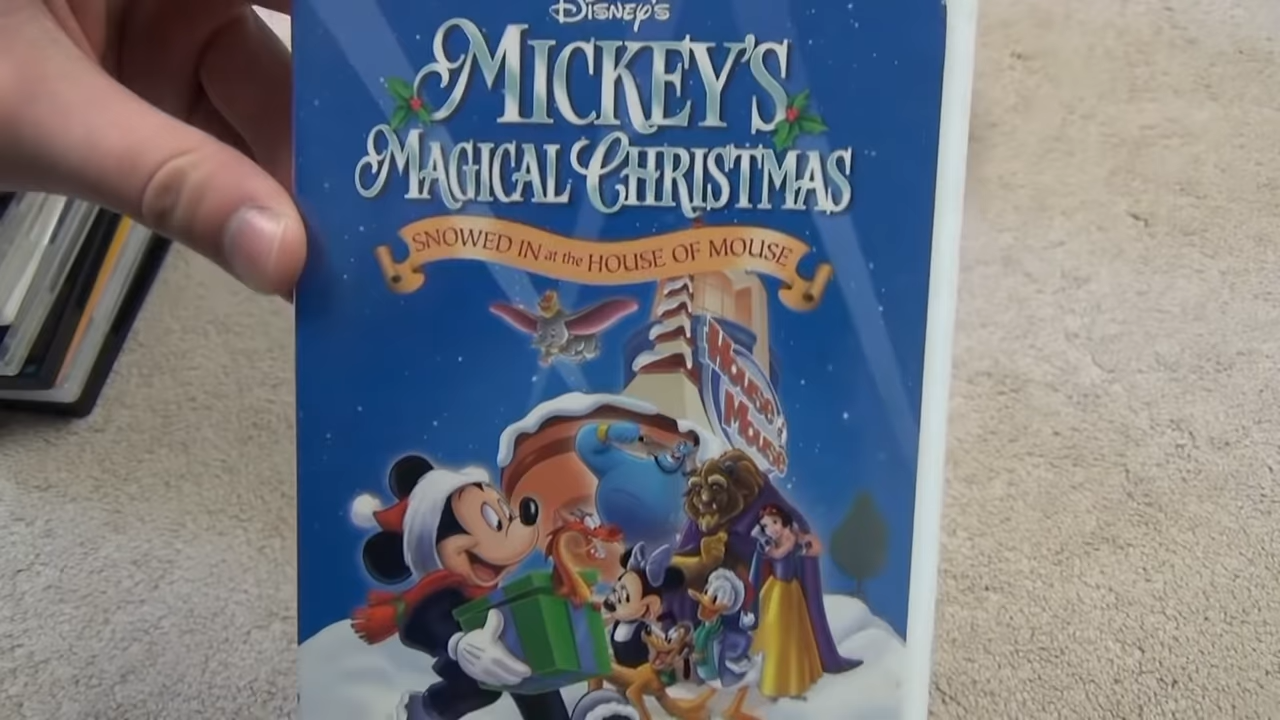 Disney's
Mickey's
Magical Christmas
SNOWED IN at the HOUSE OF MOUSE
House of
Mouse